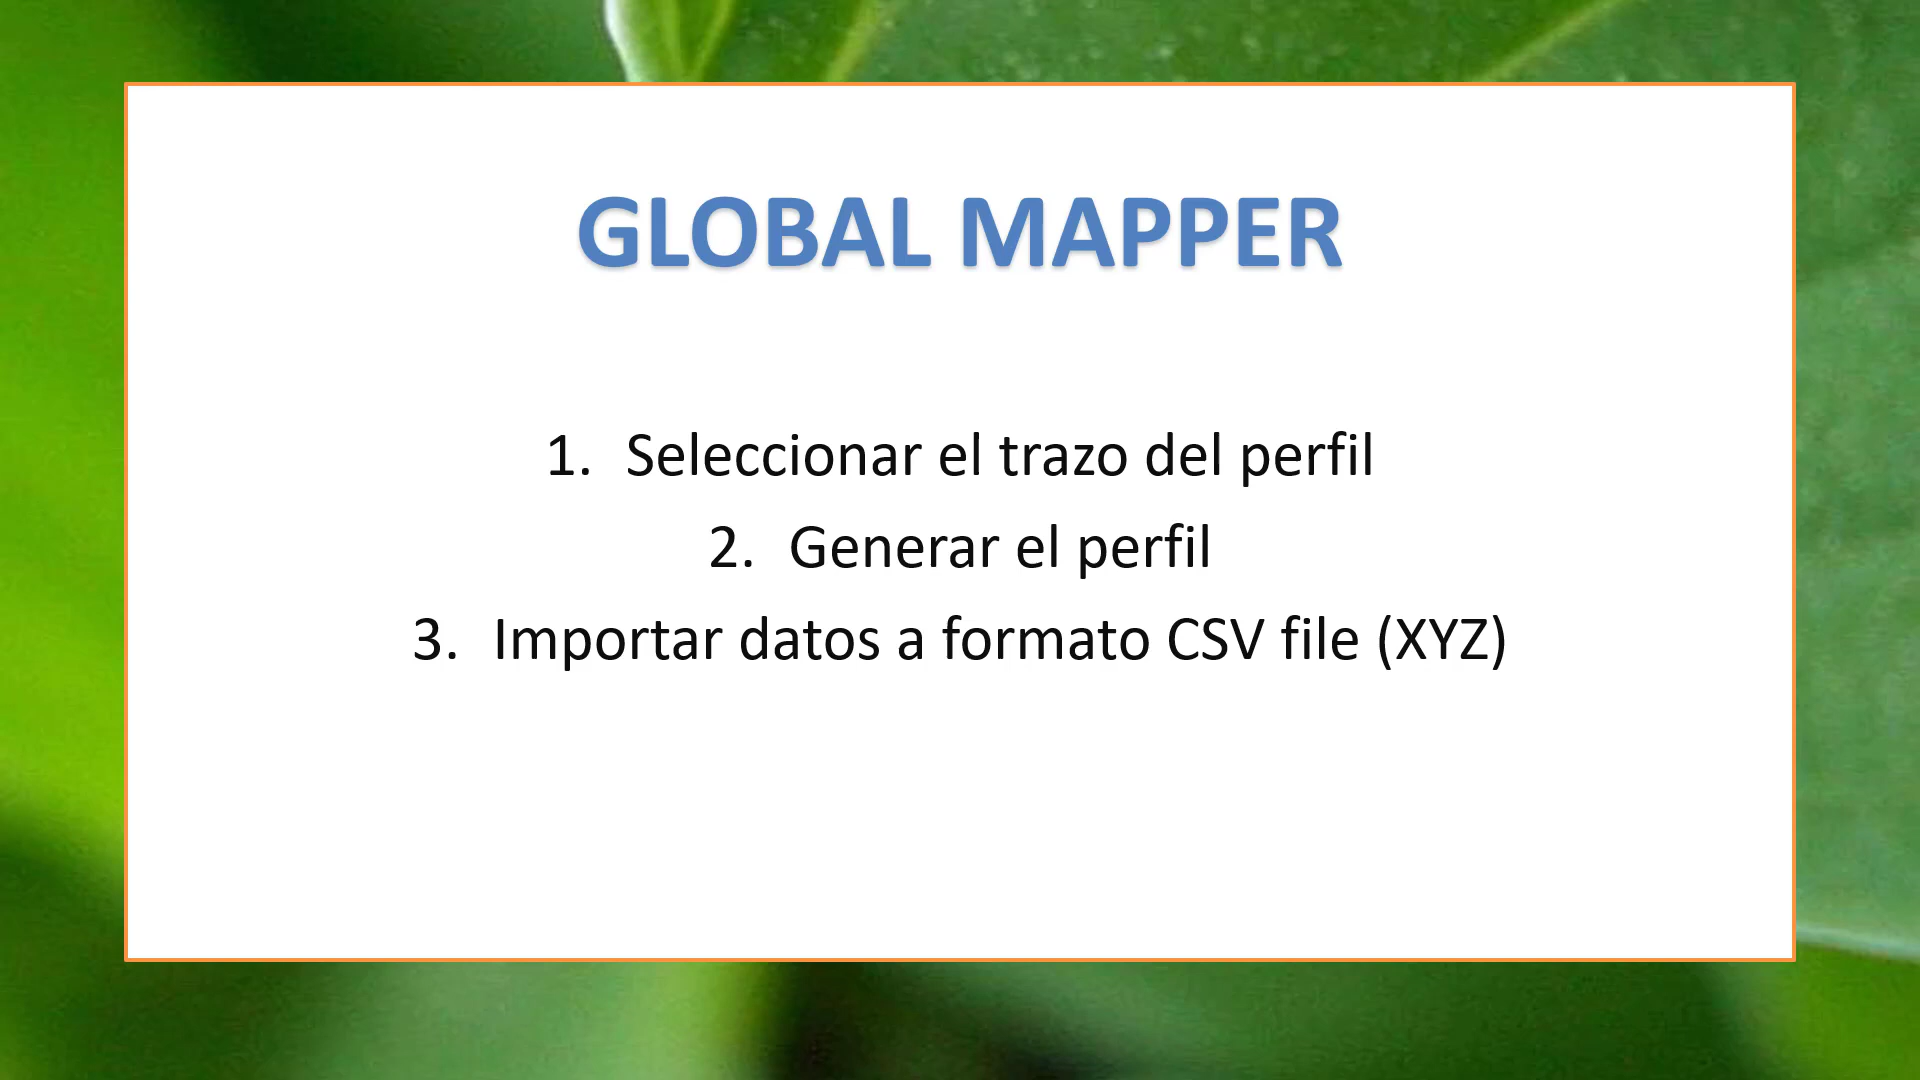 GLOBAL MAPPER
1. Seleccionar el trazo del perfil
2. Generar el perfil
3. Importar datos a formato CSV file (XYZ)